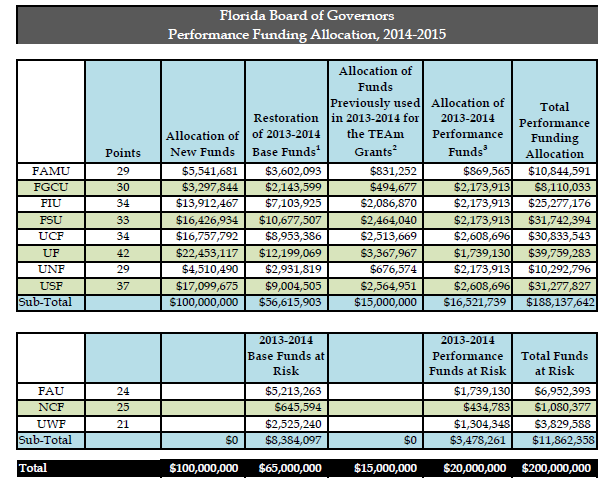 Florida Board of Governors
Performance Funding Allocation, 2014-2015
Points
Allocation of
New Funds
Restoration
of 2013-2014
Base Funds¹
Allocation of
Funds
Previously used
in 2013-2014 for
the TEAm
Grants²
Allocation of
2013-2014
Performance
Funds³
Total
Performance
Funding
Allocation
FAMU 29 $5,541,681 $3,602,093 $831,252 $869,565 $10,844,591
FGCU 30 $3,297,844 $2,143,599 $494,677 $2,173,913 $8,110,033
FIU 34 $13,912,467 $7,103,925 $2,086,870 $2,173,913 $25,277,176
FSU 33 $16,426,934 $10,677,507 $2,464,040 $2,173,913 $31,742,394
UCF 34 $16,757,792 $8,953,386 $2,513,669 $2,608,696 $30,833,543
UF 42 $22,453,117 $12,199,069 $3,367,967 $1,739,130 $39,759,283
UNF 29 $4,510,490 $2,931,819 $676,574 $2,173,913 $10,292,796
USF 37 $17,099,675 $9,004,505 $2,564,951 $2,608,696 $31,277,827
Sub-Total $100,000,000 $56,615,903 $15,000,000 $16,521,739 $188,137,642
2013-2014
Base Funds at
Risk
2013-2014
Performance
Funds at Risk
Total Funds
at Risk
FAU 24 $5,213,263 $1,739,130 $6,952,393
NCF 25 $645,594 $434,783 $1,080,377
UWF 21 $2,525,240 $1,304,348 $3,829,588
Sub-Total $0 $8,384,097 $0 $3,478,261 $11,862,358
Total $100,000,000 $65,000,000 $15,000,000 $20,000,000 $200,000,000